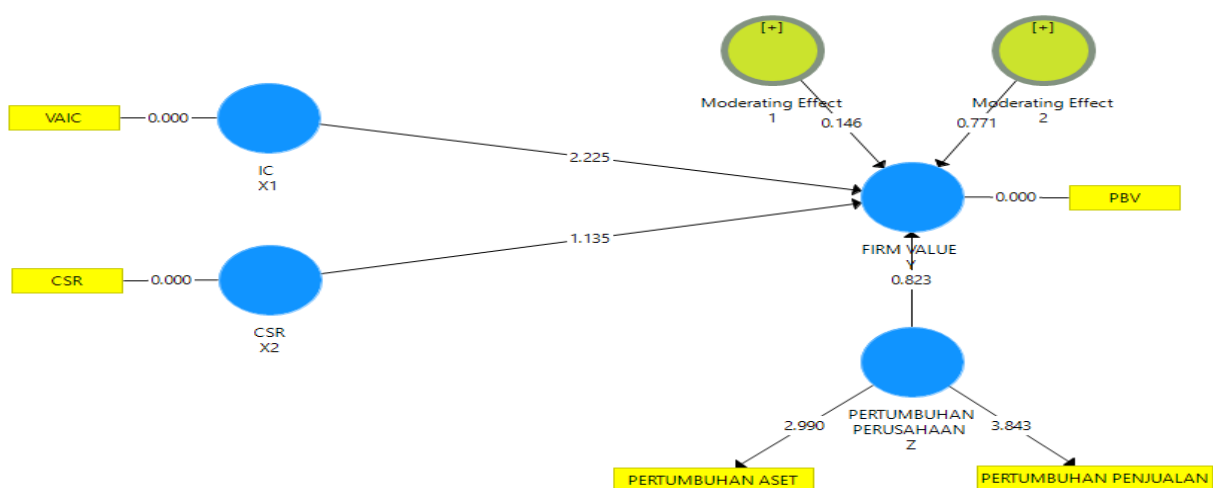 [+]
[+]
Moderating Effect
1
Moderating Effect
2
0.146
0.771
VAIC
0.000
IC
X1
2.225
0.000
PBV
FIRM VALUE
Y
1.135
CSR
0.000
CSR
X2
0.823
PERTUMBUHAN
PERUSAHAAN
Z
2.990
3.843
PERTUMBUHAN ASET
PERTUMBUHAN PENJUALAN